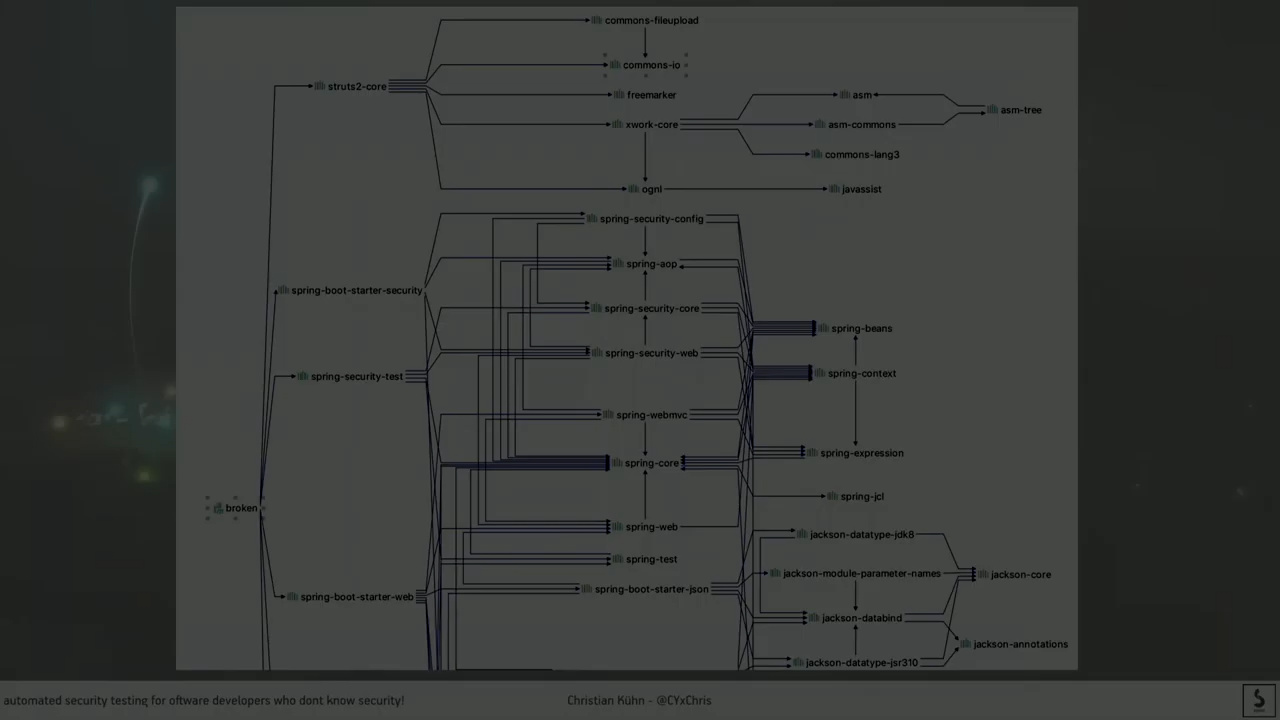 commons-fileupload
commons-io
struts2-core
freemarker
asm
asm-tree
xwork-core
asm-commons
commons-lang3
ognl
javassist
spring-security-config
spring-aop
spring-boot-starter-security
spring-security-core
spring-beans
spring-security-web
spring-context
spring-security-test
spring-webmvc
spring-expression
spring-core
spring-jcl
broken
spring-web
jackson-datatype-jdk8
spring-test
jackson-module-parameter-names
jackson-core
spring-boot-starter-json
spring-boot-starter-web
jackson-databind
jackson-annotations
jackson-datatype-jsr310
automated security testing for oftware developers who dont know security!
Christian Kühn - @CYxChris